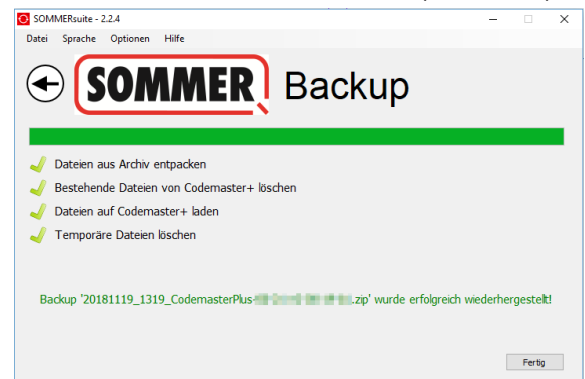 SOMMERsuite - 2.2.4
Datei Sprache Optionen Hilfe
SOMMER Backup
Dateien aus Archiv entpacken
Bestehende Dateien von Codemaster+ löschen
Dateien auf Codemaster+ laden
Temporäre Dateien löschen
Backup '20181119_1319_CodemasterPlus- .zip' wurde erfolgreich wiederhergestellt!
Fertig